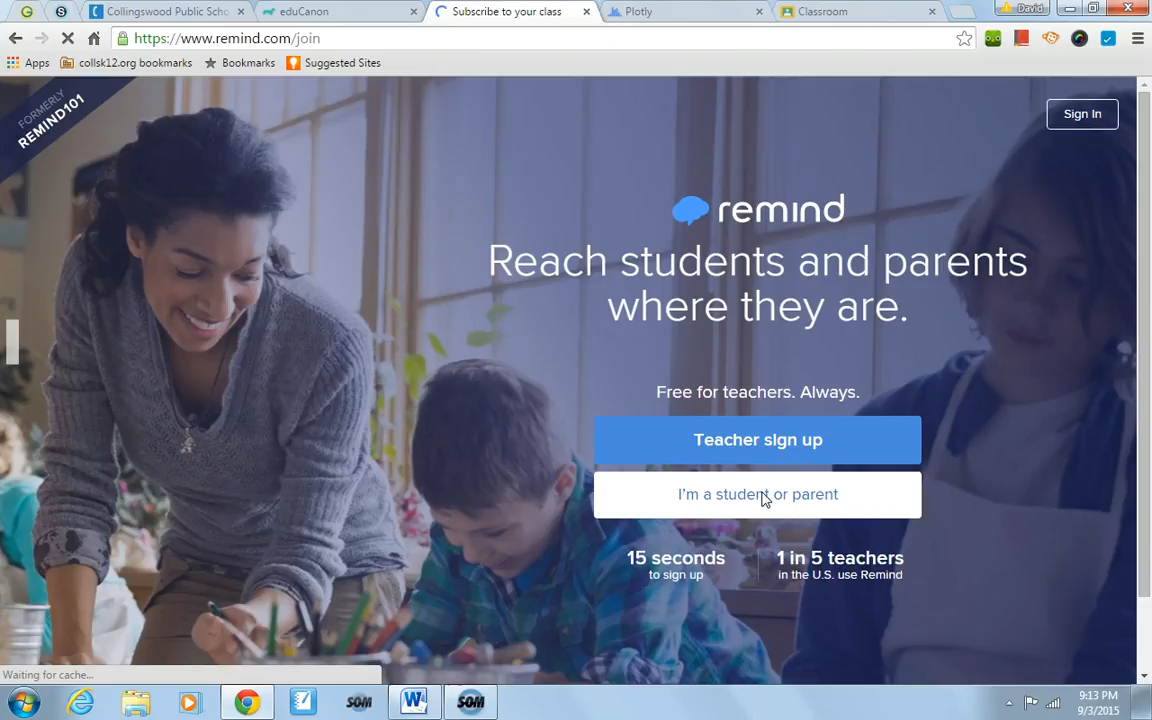 Collingswood Public Scho
eduCanon
Subscribe to your class
Plotly
Classroom
David
https://www.remind.com/join
Apps
collsk12.org bookmarks
Bookmarks
Suggested Sites
FORMERLY
REMIND101
Sign In
remind
Reach students and parents
where they are.
Free for teachers. Always.
Teacher sign up
I'm a student or parent
15 seconds
to sign up
1 in 5 teachers
in the U.S. use Remind
Waiting for cache...
SOM
SOM
9:13 PM
9/3/2015